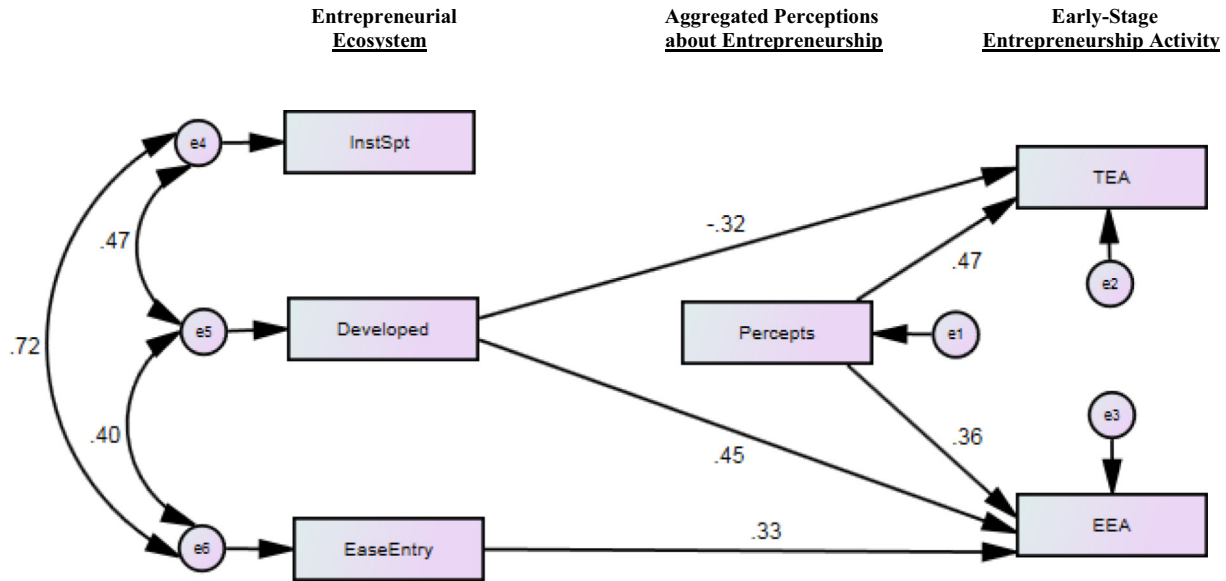 Entrepreneurial
Ecosystem
Aggregated Perceptions
about Entrepreneurship
Early-Stage
Entrepreneurship Activity
e4
InstSpt
TEA
-.32
.47
.47
e2
e5
Developed
Percepts
e1
.72
e3
.40
.36
.45
EEA
.33
e6
EaseEntry